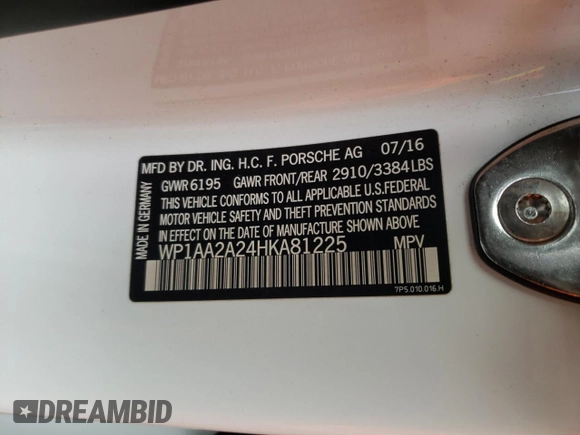 MFD BY DR. ING. H.C. F. PORSCHE AG 07/16
GVWR 6195 GAWR FRONT/REAR 2910/3384 LBS
THIS VEHICLE CONFORMS TO ALL APPLICABLE U.S.FEDERAL
MOTOR VEHICLE SAFETY AND THEFT PREVENTION STANDARDS
IN EFFECT ON THE DATE OF MANUFACTURE SHOWN ABOVE.
WP1AA2A24HKA81225 MPV
MADE IN GERMANY
7P5.010.016.H
DREAMBID